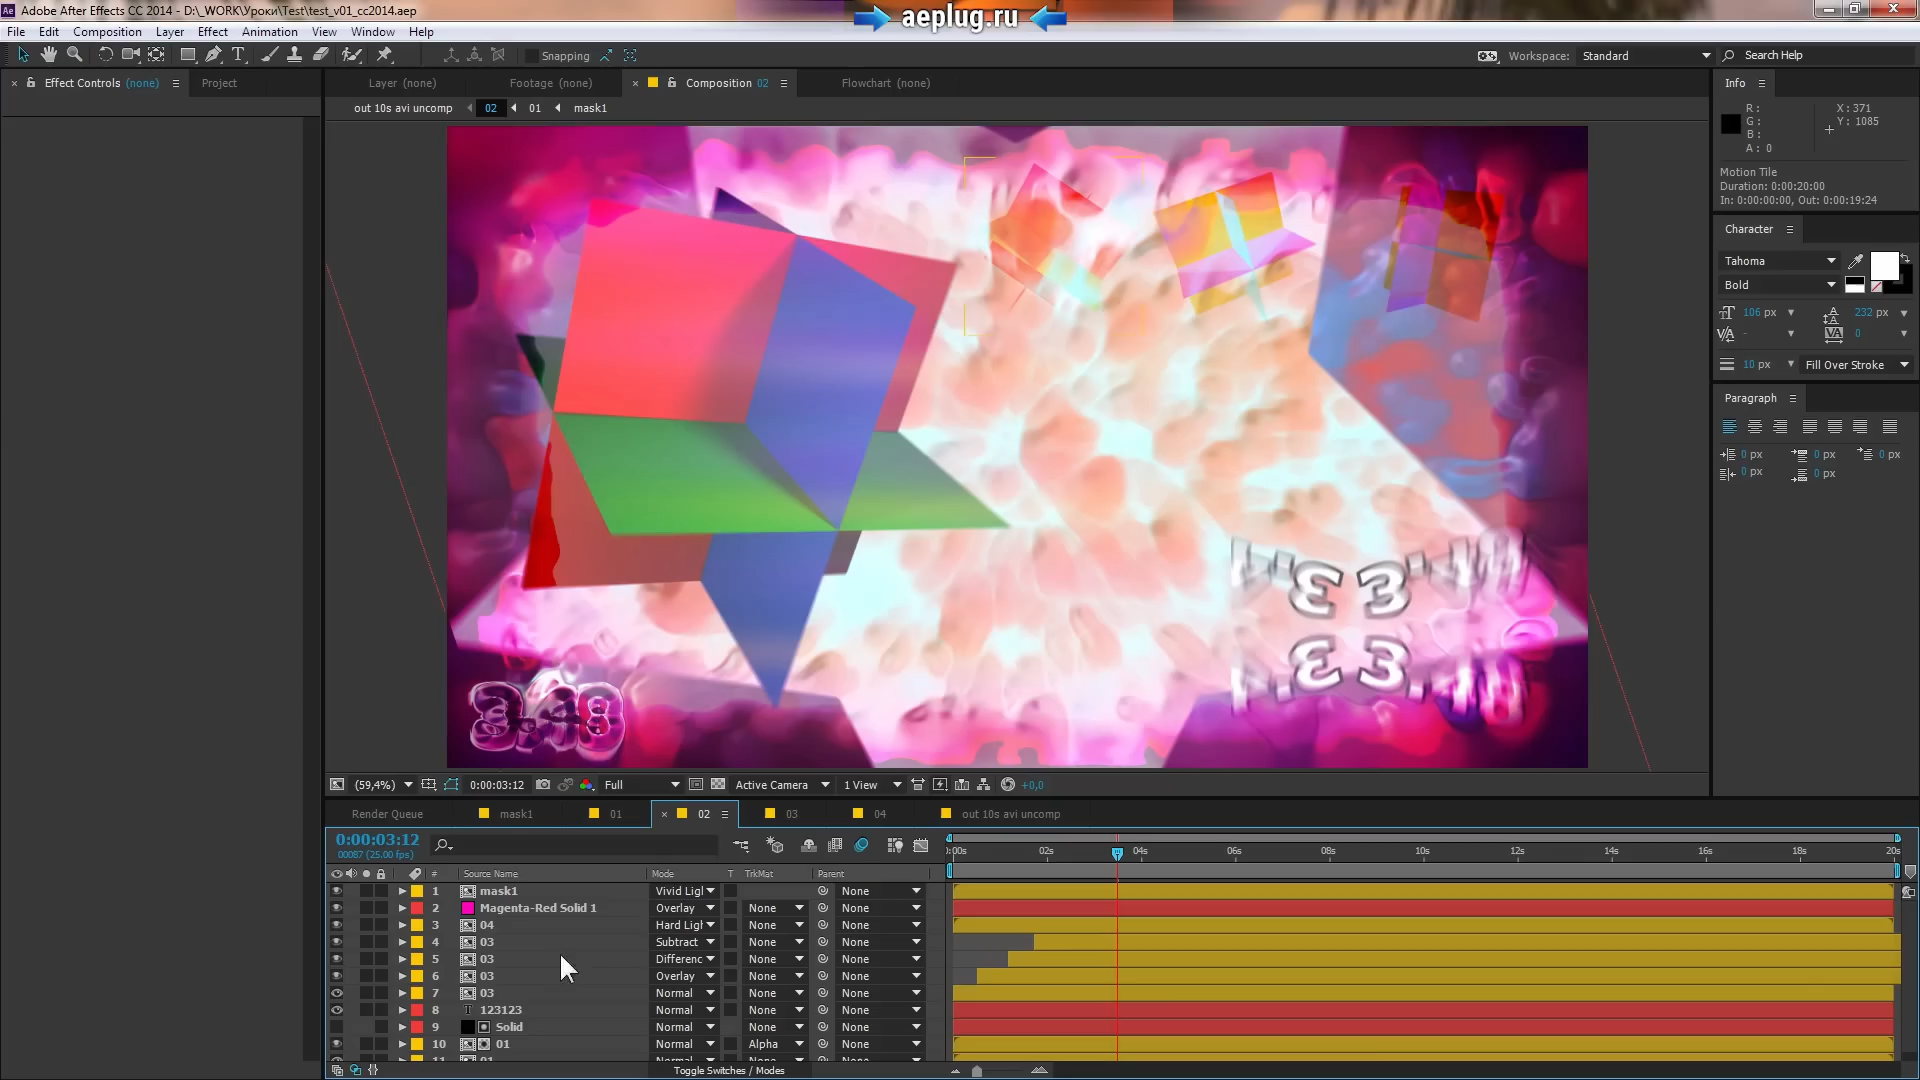 Adobe After Effects CC 2014 - D:\_WORK\Уроки\Test\test_v01_cc2014.aep
aeplug.ru
File Edit Composition Layer Effect Animation View Window Help
Snapping
Workspace: Standard
Search Help
Effect Controls (none)
Project
Layer (none)
Footage (none)
Composition 02
Flowchart (none)
out 10s avi uncomp 02 01 mask1
Info
R :
G :
B :
A : 0
X : 371
Y : 1085
Motion Tile
Duration: 0:00:20:00
In: 0:00:00:00, Out: 0:00:19:24
Character
Tahoma
Bold
106 px
232 px
-
0
10 px
Fill Over Stroke
Paragraph
0 px 0 px 0 px
0 px 0 px
3.48
(59,4%) 0:00:03:12 Full Active Camera 1 View +0,0
Render Queue mask1 01 02 03 04 out 10s avi uncomp
0:00:03:12
00087 (25.00 fps)
):00s 02s 04s 06s 08s 10s 12s 14s 16s 18s 20s
# Source Name Mode T TrkMat Parent
1 mask1 Vivid Ligl None
2 Magenta-Red Solid 1 Overlay None None
3 04 Hard Ligh None None
4 03 Subtract None None
5 03 Differenc None None
6 03 Overlay None None
7 03 Normal None None
8 T 123123 Normal None None
9 Solid Normal None None
10 01 Normal Alpha None
11 01 Normal None None
Toggle Switches / Modes